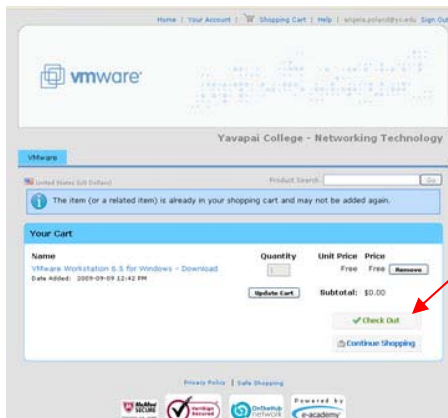 Home | Your Account | Shopping Cart | Help | angela.poland@yc.edu Sign Out
vmware
Yavapai College - Networking Technology
VMware
United States (US Dollars) Product Search Go
The item (or a related item) is already in your shopping cart and may not be added again.
Your Cart
Name Quantity Unit Price Price
VMware Workstation 6.5 for Windows - Download 1 Free Free Remove
Date Added: 2009-09-09 12:42 PM
Update Cart Subtotal: $0.00
Check Out
Continue Shopping
Privacy Policy | Safe Shopping
McAfee SECURE VeriSign Secured OnTheHub network Powered by e-academy